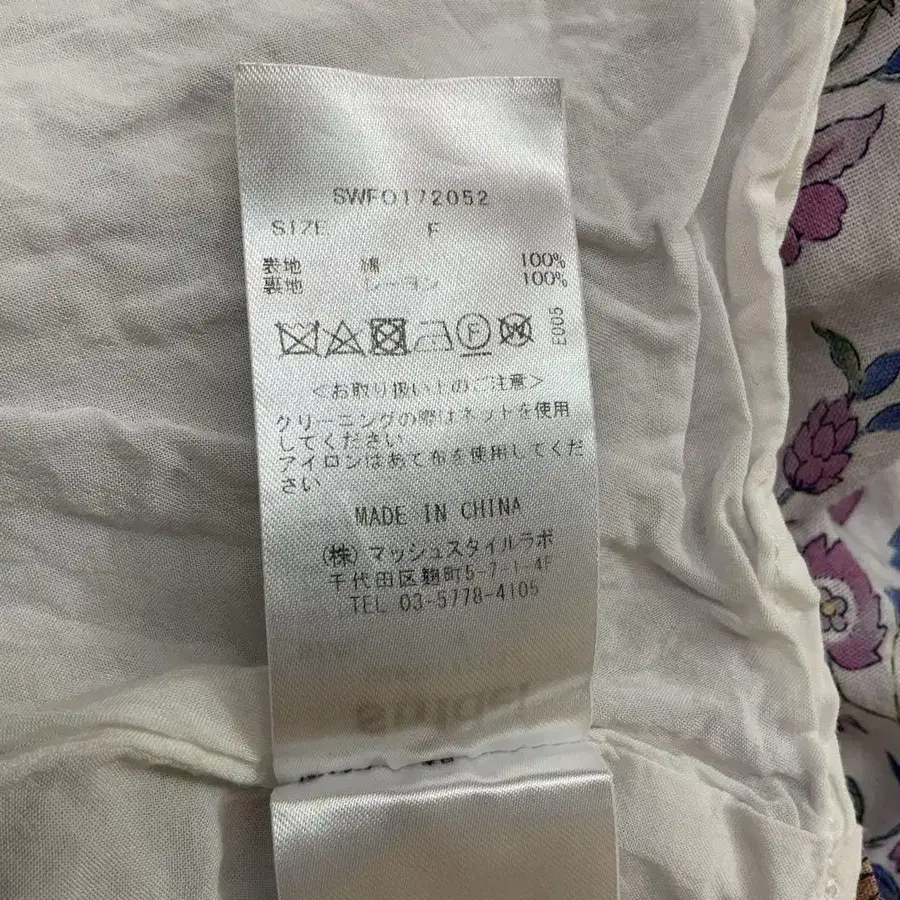 SWFO172052
SIZE F
表地 綿 100%
裏地 レーヨン 100%
F
W
E005
<お取り扱い上のご注意>
クリーニングの際はネットを使用
してください
アイロンはあて布を使用してくだ
さい
MADE IN CHINA
(株)マッシュスタイルラボ
千代田区麹町5-7-1-4F
TEL 03-5778-4105